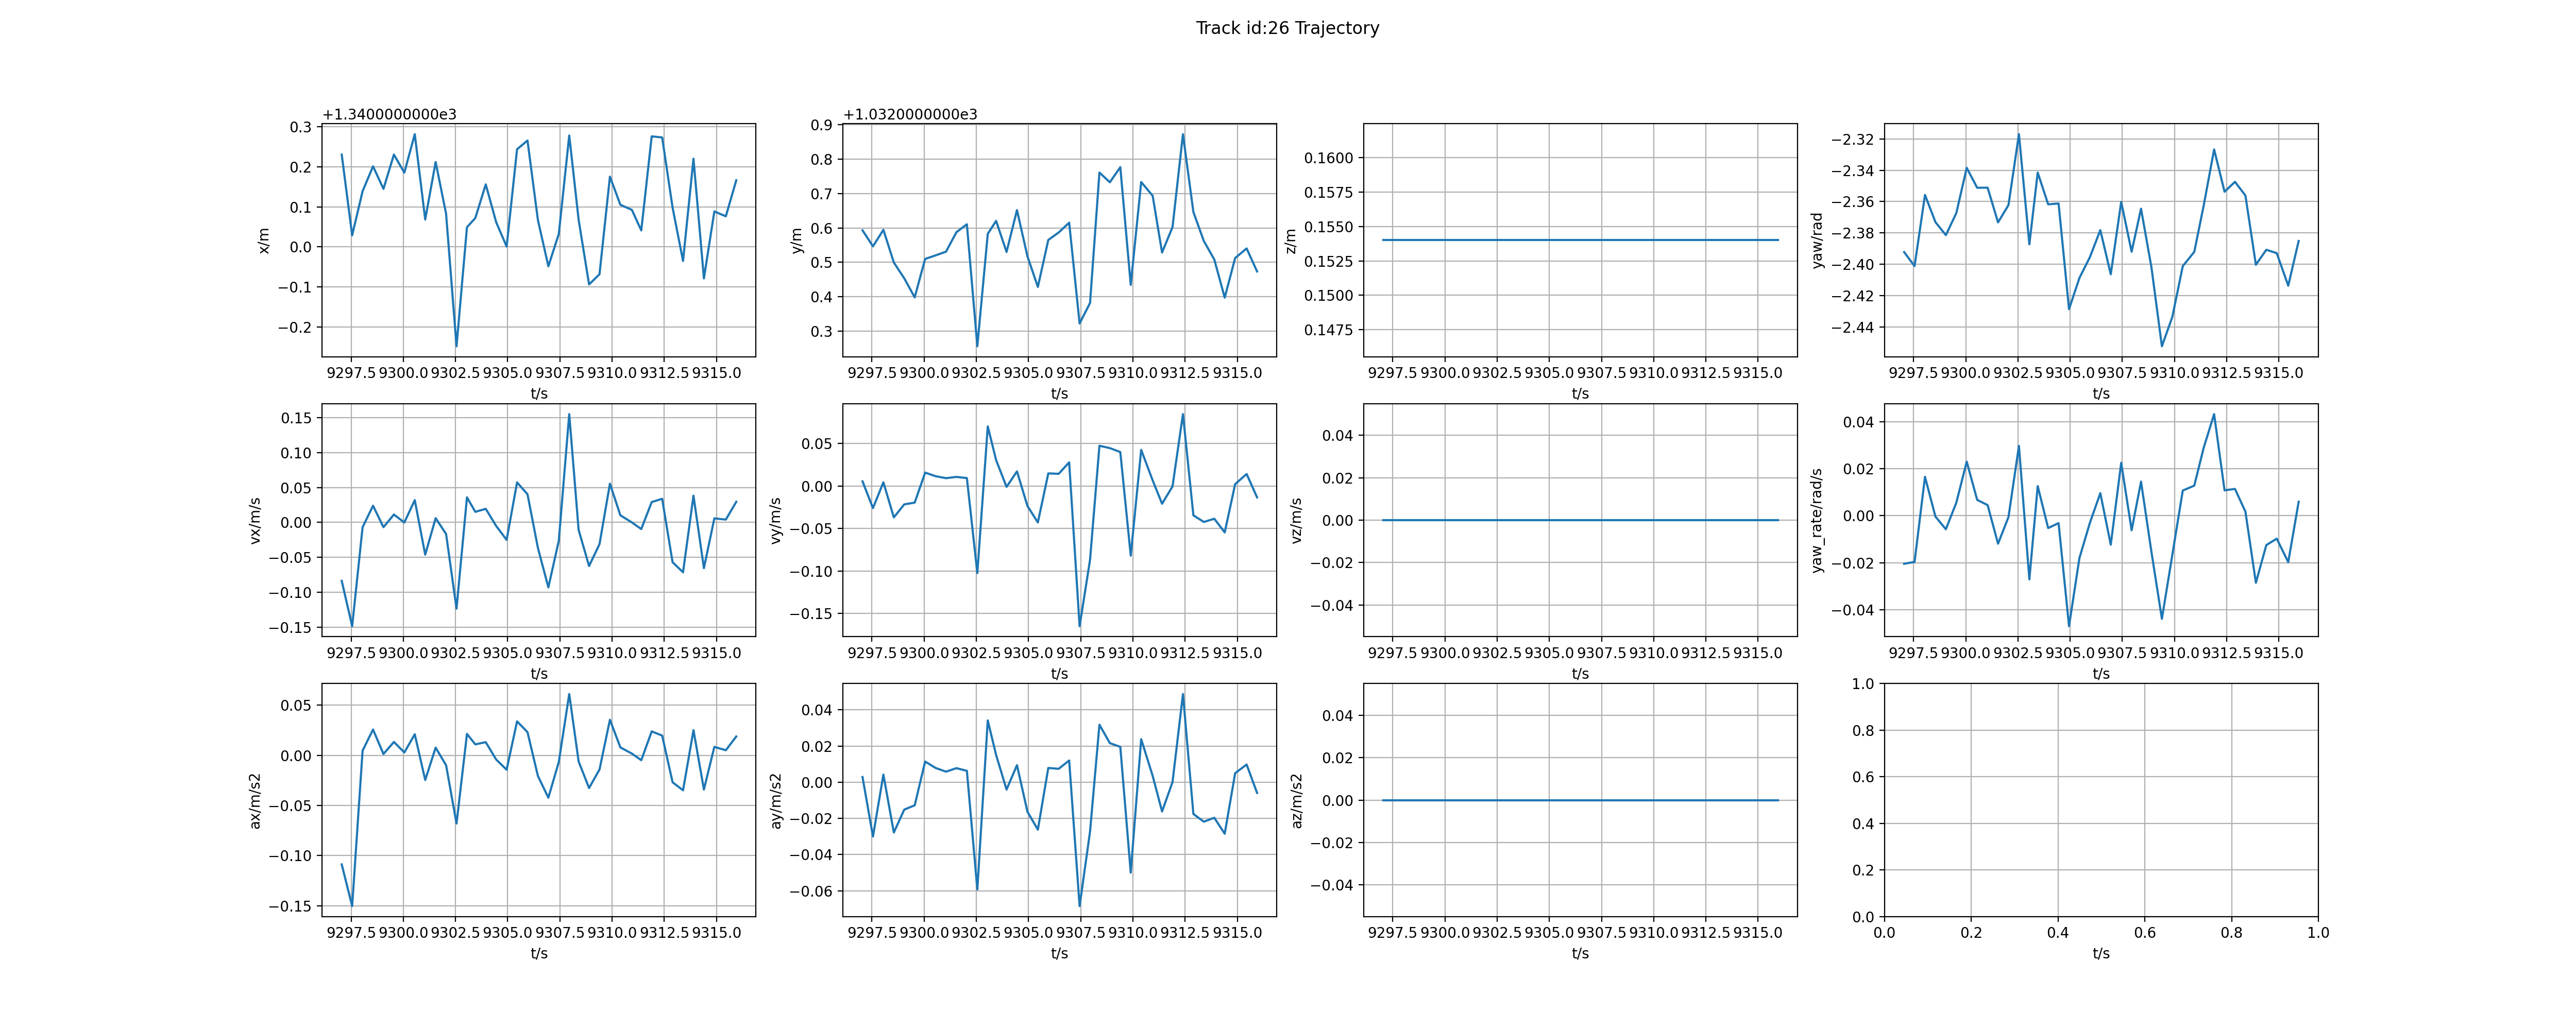 Track id:26 Trajectory
+1.3400000000e3
0.3
0.2
0.1
0.0
−0.1
−0.2
x/m
9297.5 9300.0 9302.5 9305.0 9307.5 9310.0 9312.5 9315.0
t/s
+1.0320000000e3
0.9
0.8
0.7
0.6
0.5
0.4
0.3
y/m
9297.5 9300.0 9302.5 9305.0 9307.5 9310.0 9312.5 9315.0
t/s
0.1600
0.1575
0.1550
0.1525
0.1500
0.1475
z/m
9297.5 9300.0 9302.5 9305.0 9307.5 9310.0 9312.5 9315.0
t/s
−2.32
−2.34
−2.36
−2.38
−2.40
−2.42
−2.44
yaw/rad
9297.5 9300.0 9302.5 9305.0 9307.5 9310.0 9312.5 9315.0
t/s
0.15
0.10
0.05
0.00
−0.05
−0.10
−0.15
vx/m/s
9297.5 9300.0 9302.5 9305.0 9307.5 9310.0 9312.5 9315.0
t/s
0.05
0.00
−0.05
−0.10
−0.15
vy/m/s
9297.5 9300.0 9302.5 9305.0 9307.5 9310.0 9312.5 9315.0
t/s
0.04
0.02
0.00
−0.02
−0.04
vz/m/s
9297.5 9300.0 9302.5 9305.0 9307.5 9310.0 9312.5 9315.0
t/s
0.04
0.02
0.00
−0.02
−0.04
yaw_rate/rad/s
9297.5 9300.0 9302.5 9305.0 9307.5 9310.0 9312.5 9315.0
t/s
0.05
0.00
−0.05
−0.10
−0.15
ax/m/s2
9297.5 9300.0 9302.5 9305.0 9307.5 9310.0 9312.5 9315.0
t/s
0.04
0.02
0.00
−0.02
−0.04
−0.06
ay/m/s2
9297.5 9300.0 9302.5 9305.0 9307.5 9310.0 9312.5 9315.0
t/s
0.04
0.02
0.00
−0.02
−0.04
az/m/s2
9297.5 9300.0 9302.5 9305.0 9307.5 9310.0 9312.5 9315.0
t/s
1.0
0.8
0.6
0.4
0.2
0.0
0.0 0.2 0.4 0.6 0.8 1.0
t/s